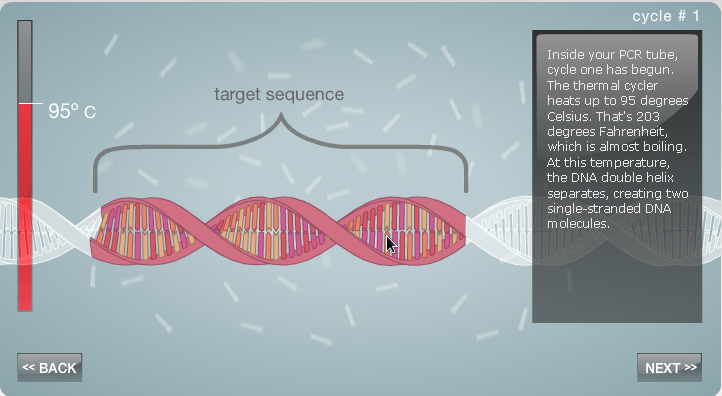 cycle # 1
95º C
target sequence
Inside your PCR tube,
cycle one has begun.
The thermal cycler
heats up to 95 degrees
Celsius. That's 203
degrees Fahrenheit,
which is almost boiling.
At this temperature,
the DNA double helix
separates, creating two
single-stranded DNA
molecules.
<< BACK
NEXT >>